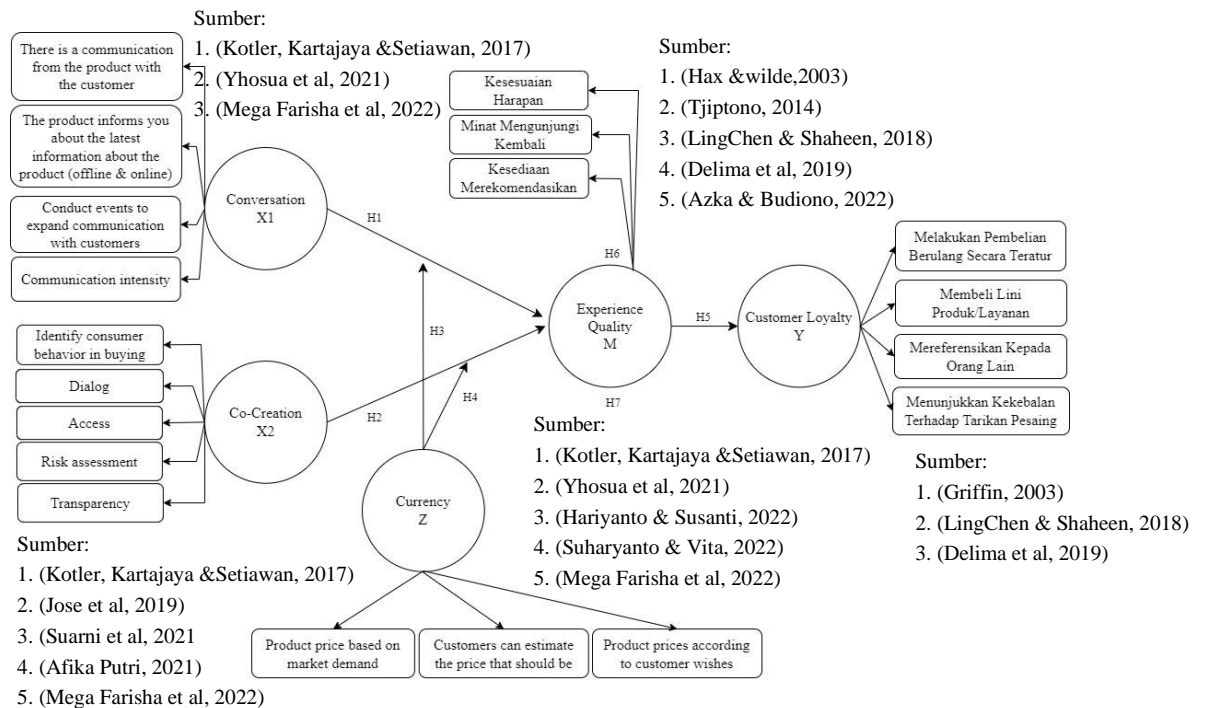 Sumber:
1. (Kotler, Kartajaya &Setiawan, 2017)
2. (Yhosua et al, 2021)
3. (Mega Farisha et al, 2022)
There is a communication
from the product with
the customer
The product informs you
about the latest
information about the
product (offline & online)
Conduct events to
expand communication
with customers
Communication intensity
Conversation
X1
H1
Kesesuaian
Harapan
Minat Mengunjungi
Kembali
Kesediaan
Merekomendasikan
Sumber:
1. (Hax &wilde,2003)
2. (Tjiptono, 2014)
3. (LingChen & Shaheen, 2018)
4. (Delima et al, 2019)
5. (Azka & Budiono, 2022)
H6
Experience
Quality
M
H5
Customer Loyalty
Y
Melakukan Pembelian
Berulang Secara Teratur
Membeli Lini
Produk/Layanan
Mereferensikan Kepada
Orang Lain
Menunjukkan Kekebalan
Terhadap Tarikan Pesaing
H3
H4
H7
Identify consumer
behavior in buying
Dialog
Access
Risk assessment
Transparency
Co-Creation
X2
H2
Currency
Z
Sumber:
1. (Kotler, Kartajaya &Setiawan, 2017)
2. (Yhosua et al, 2021)
3. (Hariyanto & Susanti, 2022)
4. (Suharyanto & Vita, 2022)
5. (Mega Farisha et al, 2022)
Sumber:
1. (Griffin, 2003)
2. (LingChen & Shaheen, 2018)
3. (Delima et al, 2019)
Sumber:
1. (Kotler, Kartajaya &Setiawan, 2017)
2. (Jose et al, 2019)
3. (Suarni et al, 2021
4. (Afika Putri, 2021)
5. (Mega Farisha et al, 2022)
Product price based on
market demand
Customers can estimate
the price that should be
Product prices according
to customer wishes